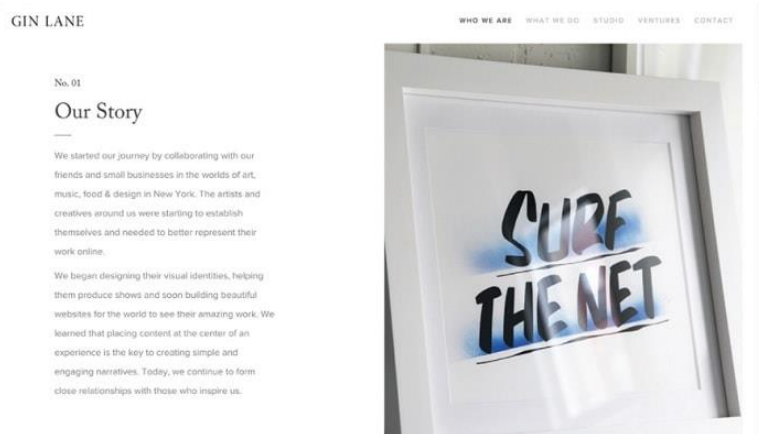 GIN LANE
WHO WE ARE WHAT WE DO STUDIO VENTURES CONTACT
No. 01
Our Story
We started our journey by collaborating with our
friends and small businesses in the worlds of art,
music, food & design in New York. The artists and
creatives around us were starting to establish
themselves and needed to better represent their
work online.
We began designing their visual identities, helping
them produce shows and soon building beautiful
websites for the world to see their amazing work. We
learned that placing content at the center of an
experience is the key to creating simple and
engaging narratives. Today, we continue to form
close relationships with those who inspire us.
SURF
THE NET